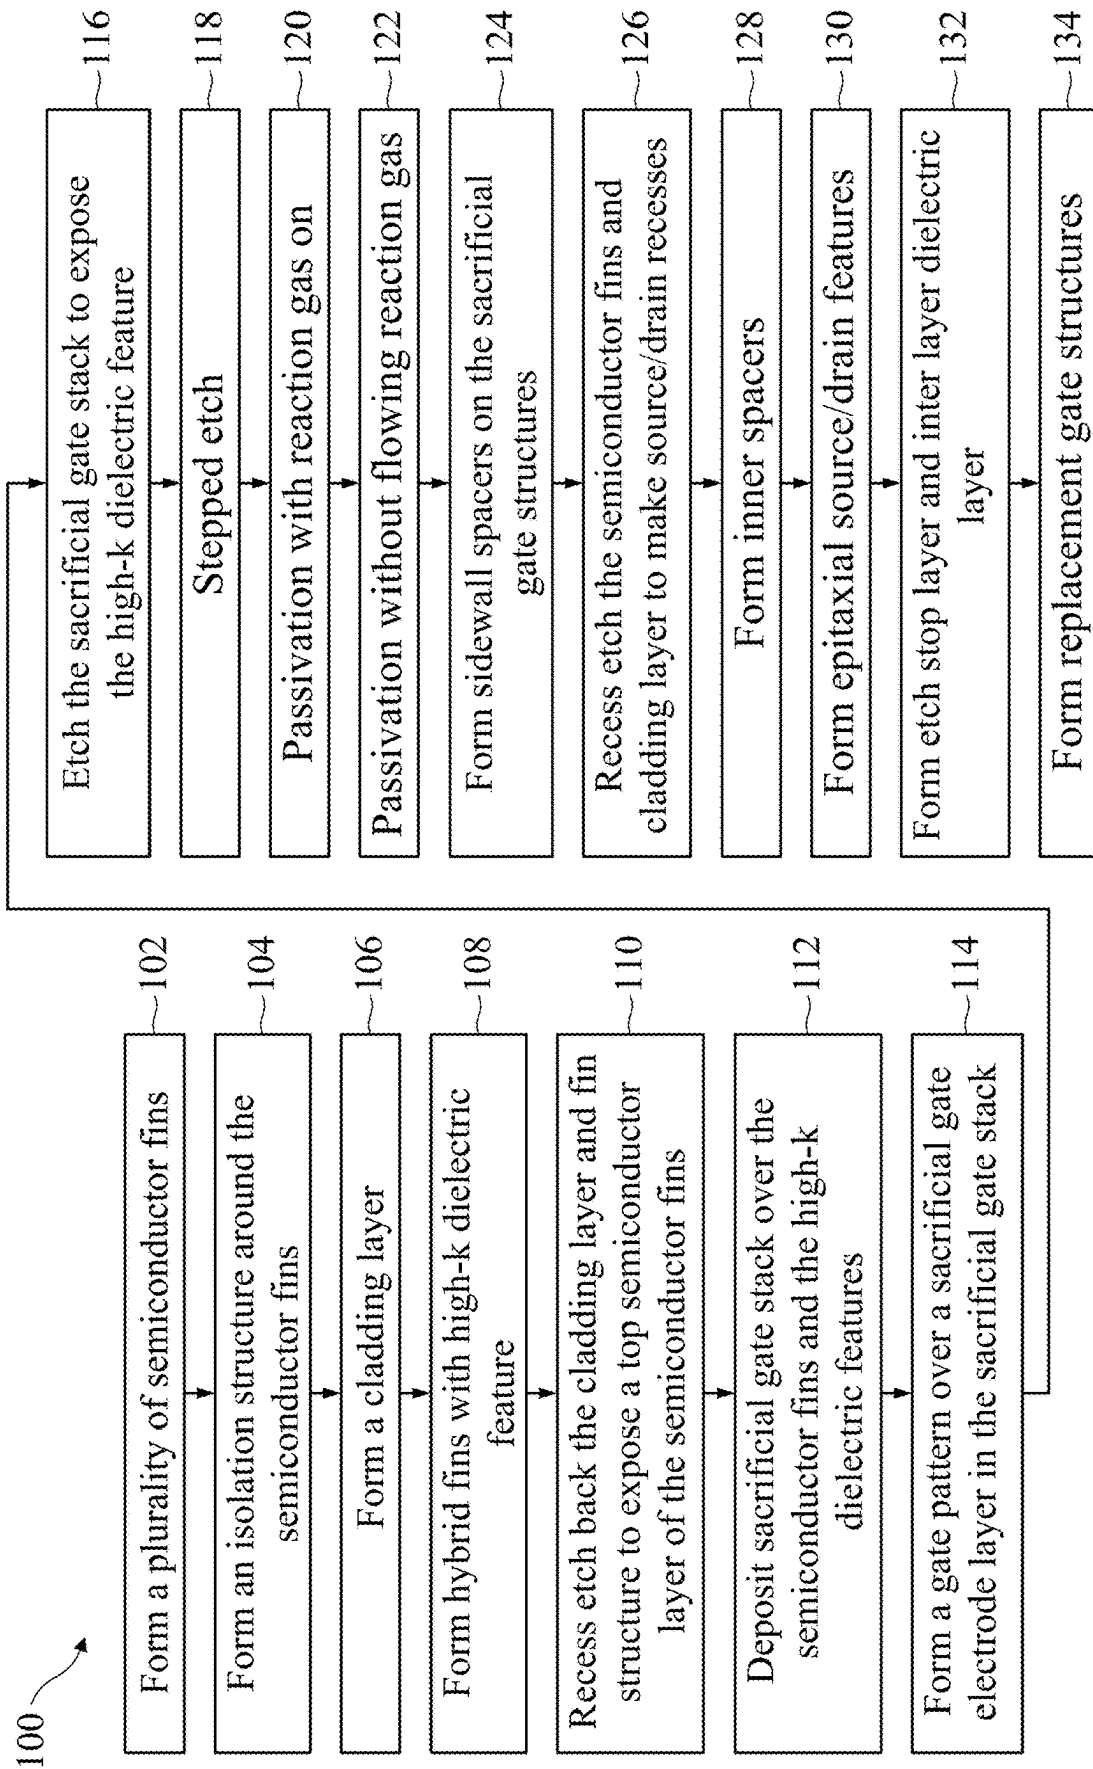 100
Form a plurality of semiconductor fins
102
Form an isolation structure around the
semiconductor fins
104
Form a cladding layer
106
Form hybrid fins with high-k dielectric
feature
108
Recess etch back the cladding layer and fin
structure to expose a top semiconductor
layer of the semiconductor fins
110
Deposit sacrificial gate stack over the
semiconductor fins and the high-k
dielectric features
112
Form a gate pattern over a sacrificial gate
electrode layer in the sacrificial gate stack
114
Etch the sacrificial gate stack to expose
the high-k dielectric feature
116
Stepped etch
118
Passivation with reaction gas on
120
Passivation without flowing reaction gas
122
Form sidewall spacers on the sacrificial
gate structures
124
Recess etch the semiconductor fins and
cladding layer to make source/drain recesses
126
Form inner spacers
128
Form epitaxial source/drain features
130
Form etch stop layer and inter layer dielectric
layer
132
Form replacement gate structures
134